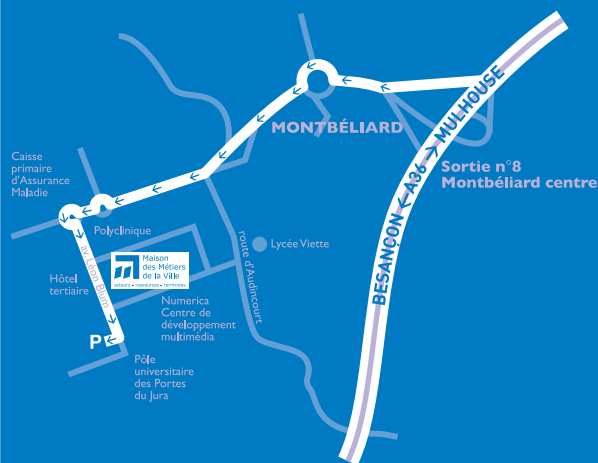 MONTBÉLIARD
BESANÇON ← A36 → MULHOUSE
Sortie n°8
Montbéliard centre
Caisse
primaire
d'Assurance
Maladie
Polyclinique
av. Léon Blum
Hôtel
tertiaire
Maison
des Métiers
de la Ville
acteurs • ressources • territoires
route d'Audincourt
Lycée Viette
Numerica
Centre de
développement
multimédia
P
Pôle
universitaire
des Portes
du Jura